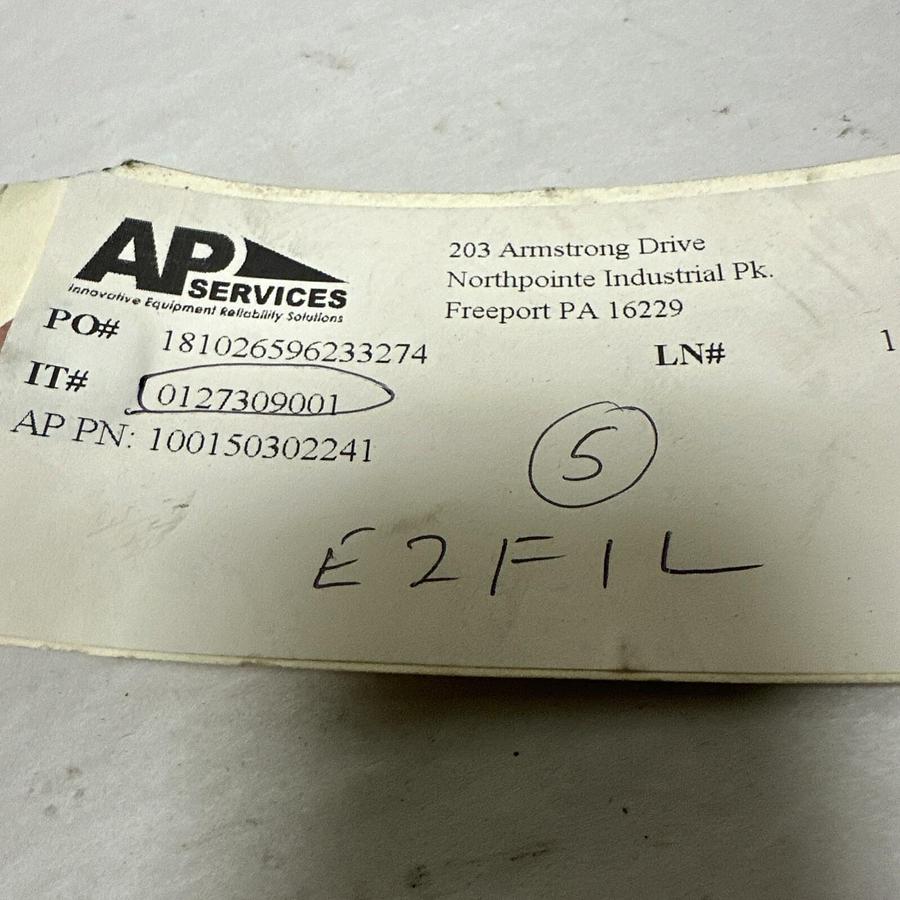 AP SERVICES
Innovative Equipment Reliability Solutions
203 Armstrong Drive
Northpointe Industrial Pk.
Freeport PA 16229
PO# 181026596233274
LN# 1
IT# 0127309001
AP PN: 100150302241
5
E2F1L